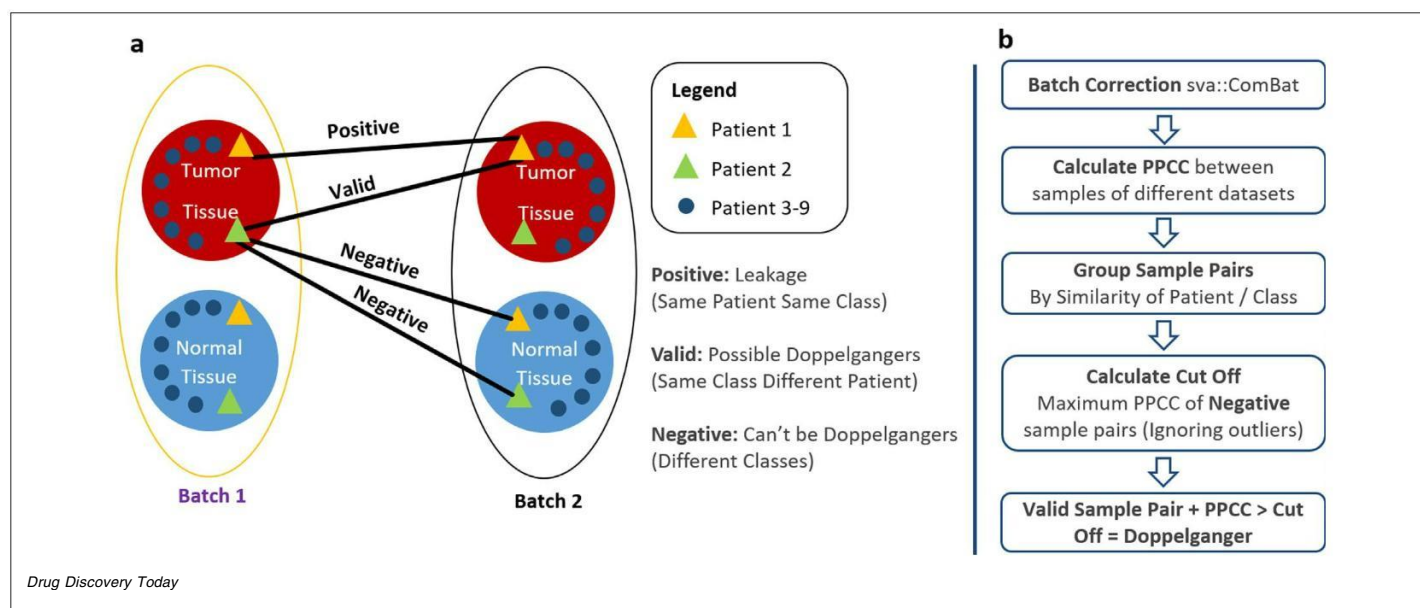 a
Positive
Valid
Negative
Negative
Tumor
Tissue
Normal
Tissue
Batch 1
Tumor
Tissue
Normal
Tissue
Batch 2
Legend
Patient 1
Patient 2
Patient 3-9
Positive: Leakage
(Same Patient Same Class)
Valid: Possible Doppelgangers
(Same Class Different Patient)
Negative: Can't be Doppelgangers
(Different Classes)
b
Batch Correction sva::ComBat
Calculate PPCC between
samples of different datasets
Group Sample Pairs
By Similarity of Patient / Class
Calculate Cut Off
Maximum PPCC of Negative
sample pairs (Ignoring outliers)
Valid Sample Pair + PPCC > Cut
Off = Doppelganger
Drug Discovery Today